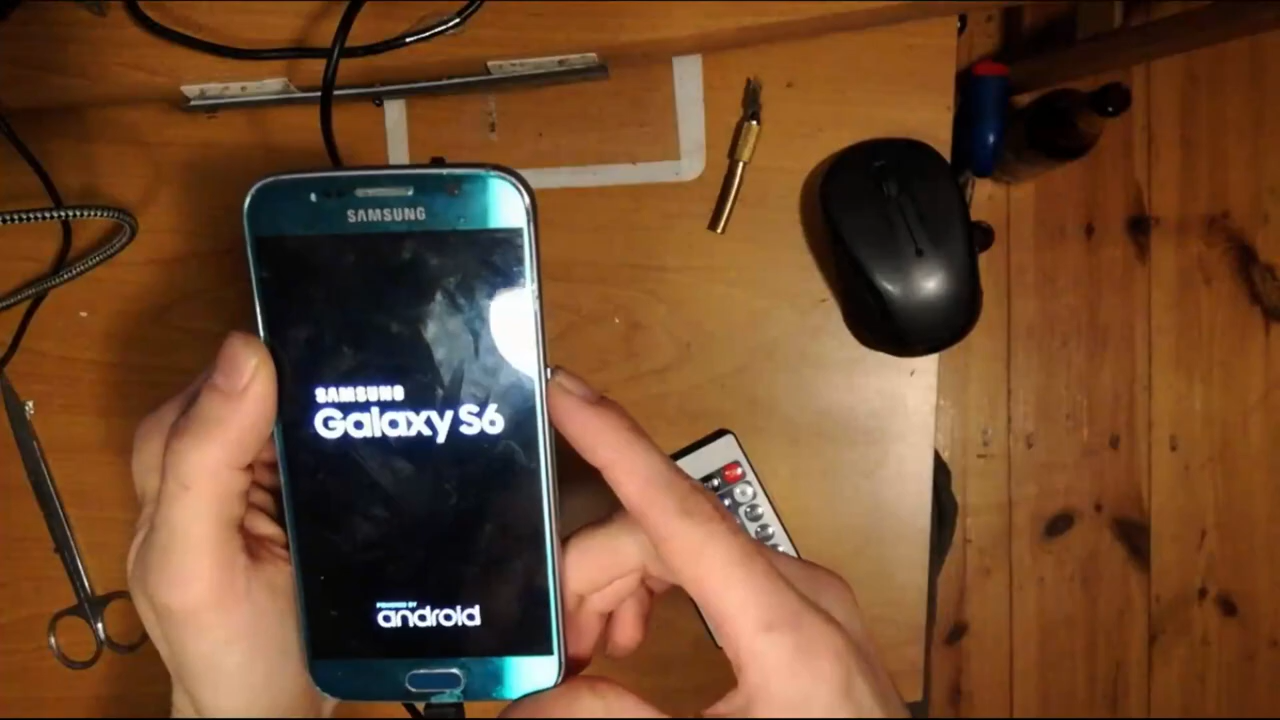 SAMSUNG
SAMSUNG
Galaxy S6
POWERED BY
android